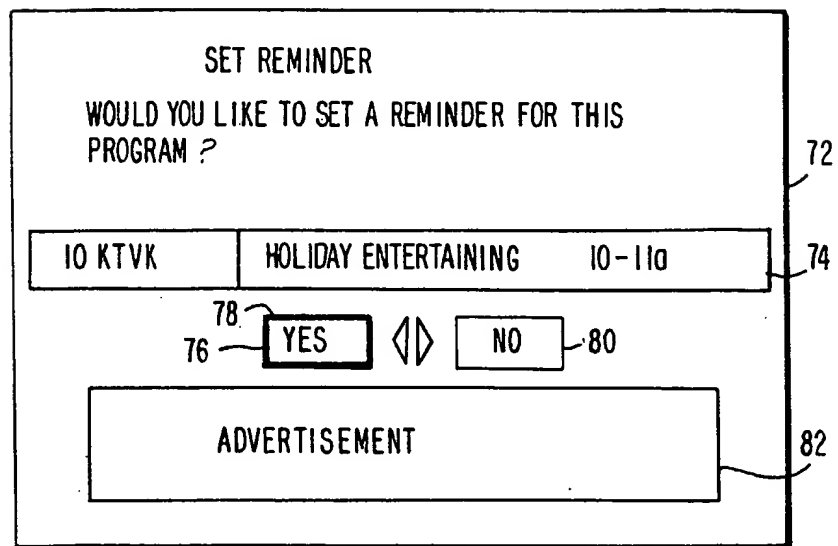 SET REMINDER
WOULD YOU LIKE TO SET A REMINDER FOR THIS
PROGRAM ?
72
10 KTVK HOLIDAY ENTERTAINING 10-11a 74
78
76 YES NO 80
ADVERTISEMENT
82